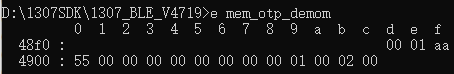 D:\1307SDK\1307_BLE_V4719>e mem_otp_demom
0 1 2 3 4 5 6 7 8 9 a b c d e f
48f0 : 00 01 aa
4900 : 55 00 00 00 00 00 00 00 00 01 00 02 00